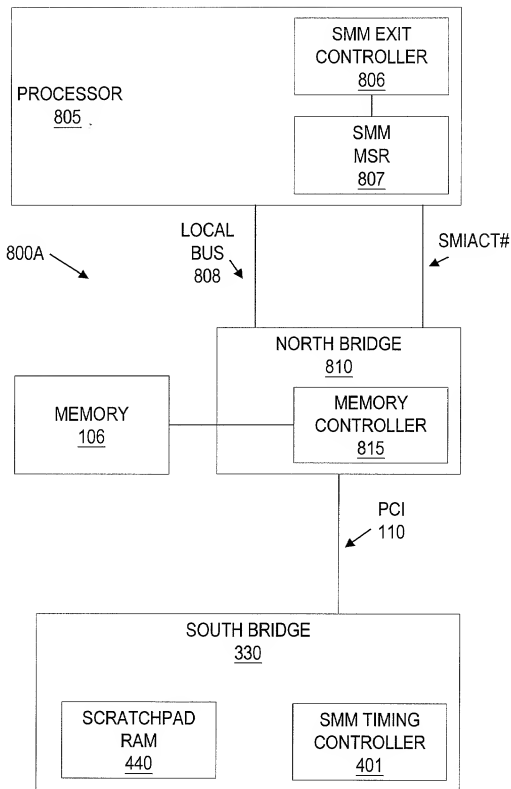 SMM EXIT
CONTROLLER
806
PROCESSOR
805
SMM
MSR
807
LOCAL
BUS
808
SMIACT#
800A
NORTH BRIDGE
810
MEMORY
106
MEMORY
CONTROLLER
815
PCI
110
SOUTH BRIDGE
330
SCRATCHPAD
RAM
440
SMM TIMING
CONTROLLER
401